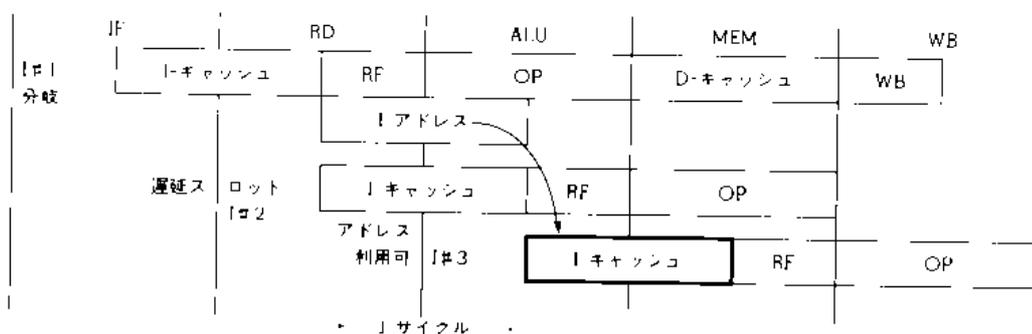 IF RD ALU MEM WB
I#1 I-キャッシュ RF OP D-キャッシュ WB
分岐
I アドレス
遅延スロット I キャッシュ RF OP
I#2
アドレス
利用可 I#3 I キャッシュ RF OP
1サイクル